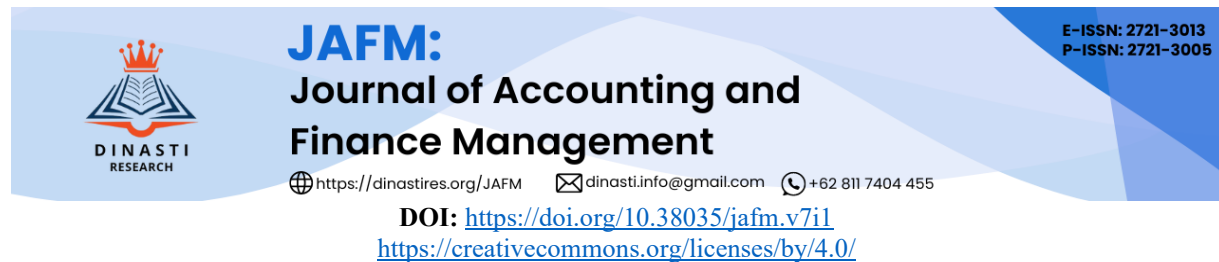 JAFM:
Journal of Accounting and
Finance Management
E-ISSN: 2721-3013
P-ISSN: 2721-3005
DINASTI
RESEARCH
https://dinastires.org/JAFM dinasti.info@gmail.com +62 811 7404 455
DOI: https://doi.org/10.38035/jafm.v7i1
https://creativecommons.org/licenses/by/4.0/